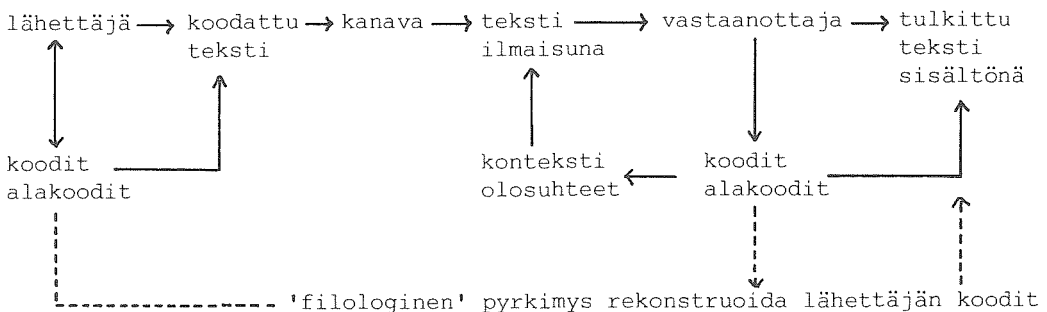 lähettäjä koodattu kanava teksti vastaanottaja tulkittu
teksti ilmaisuna teksti
sisältönä
koodit konteksti koodit
alakoodit olosuhteet alakoodit
'filologinen' pyrkimys rekonstruoida lähettäjän koodit